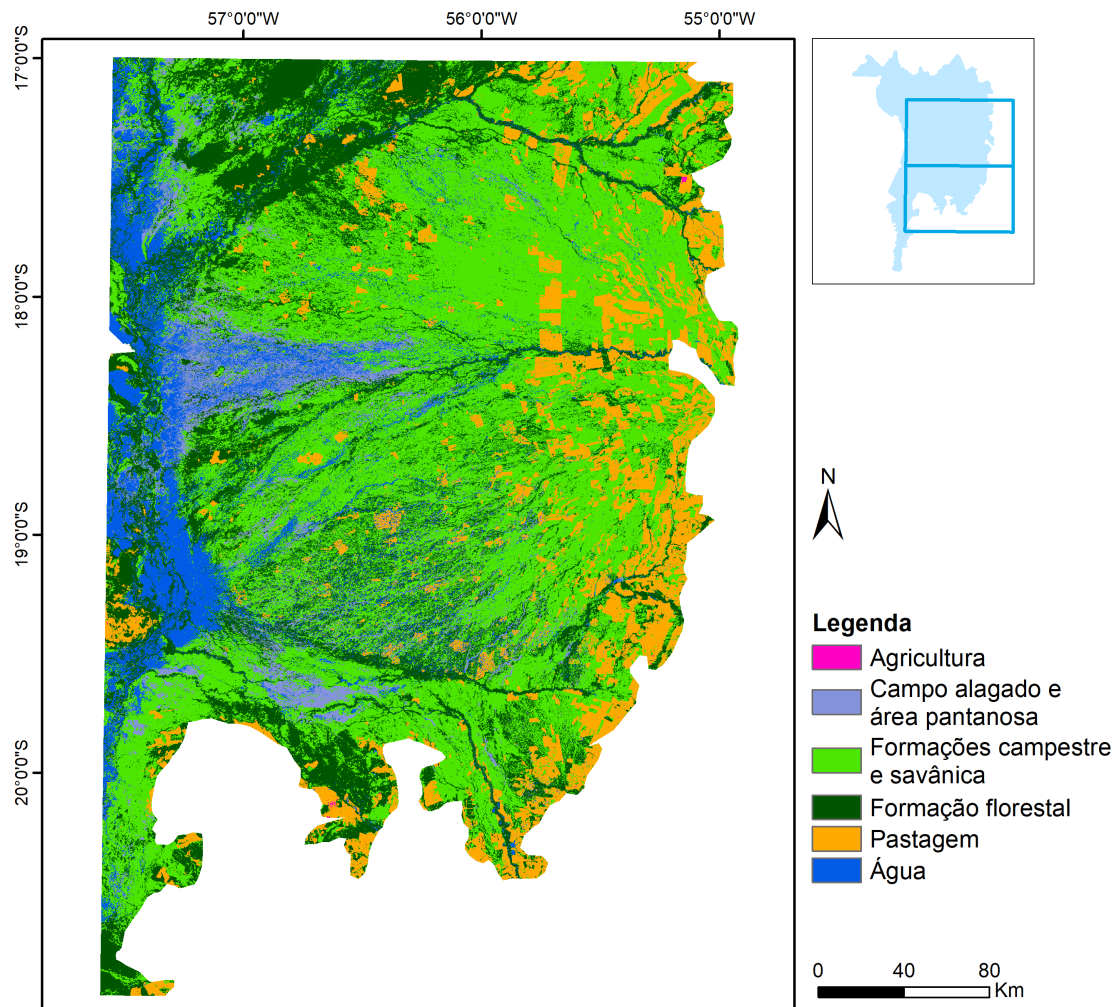 57°0'0"W
56°0'0"W
55°0'0"W
17°0'0"S
18°0'0"S
19°0'0"S
20°0'0"S
N
Legenda
Agricultura
Campo alagado e
área pantanosa
Formações campestre
e savânica
Formação florestal
Pastagem
Água
0 40 80
Km